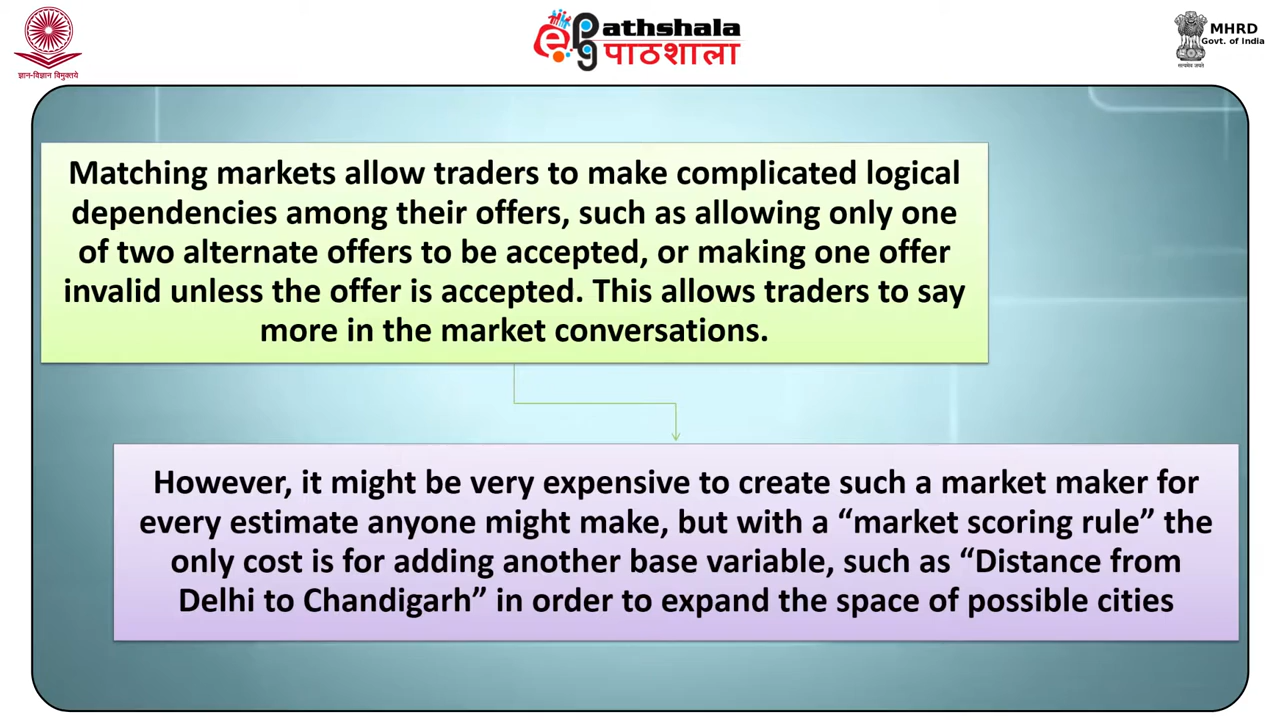 ज्ञान-विज्ञान विमुक्तये
epg athshala
पाठशाला
MHRD
Govt. of India
सत्यमेव जयते
Matching markets allow traders to make complicated logical
dependencies among their offers, such as allowing only one
of two alternate offers to be accepted, or making one offer
invalid unless the offer is accepted. This allows traders to say
more in the market conversations.
However, it might be very expensive to create such a market maker for
every estimate anyone might make, but with a “market scoring rule” the
only cost is for adding another base variable, such as “Distance from
Delhi to Chandigarh” in order to expand the space of possible cities